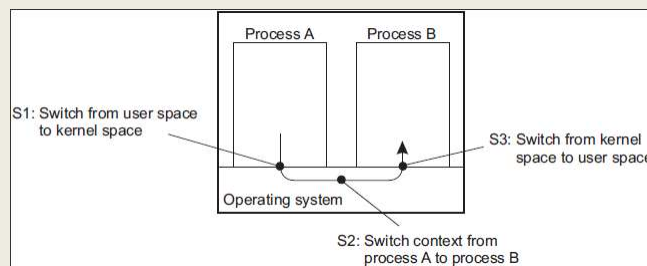 Process A
Process B
S1: Switch from user space
to kernel space
S3: Switch from kernel
space to user space
Operating system
S2: Switch context from
process A to process B